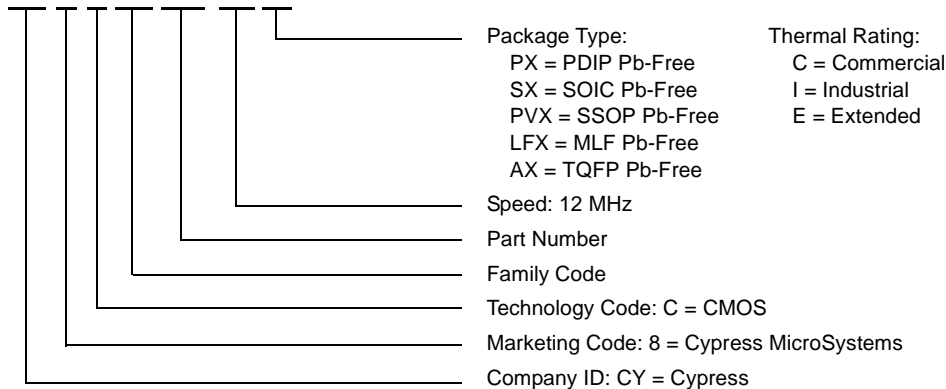 Package Type: Thermal Rating:
PX = PDIP Pb-Free C = Commercial
SX = SOIC Pb-Free I = Industrial
PVX = SSOP Pb-Free E = Extended
LFX = MLF Pb-Free
AX = TQFP Pb-Free
Speed: 12 MHz
Part Number
Family Code
Technology Code: C = CMOS
Marketing Code: 8 = Cypress MicroSystems
Company ID: CY = Cypress